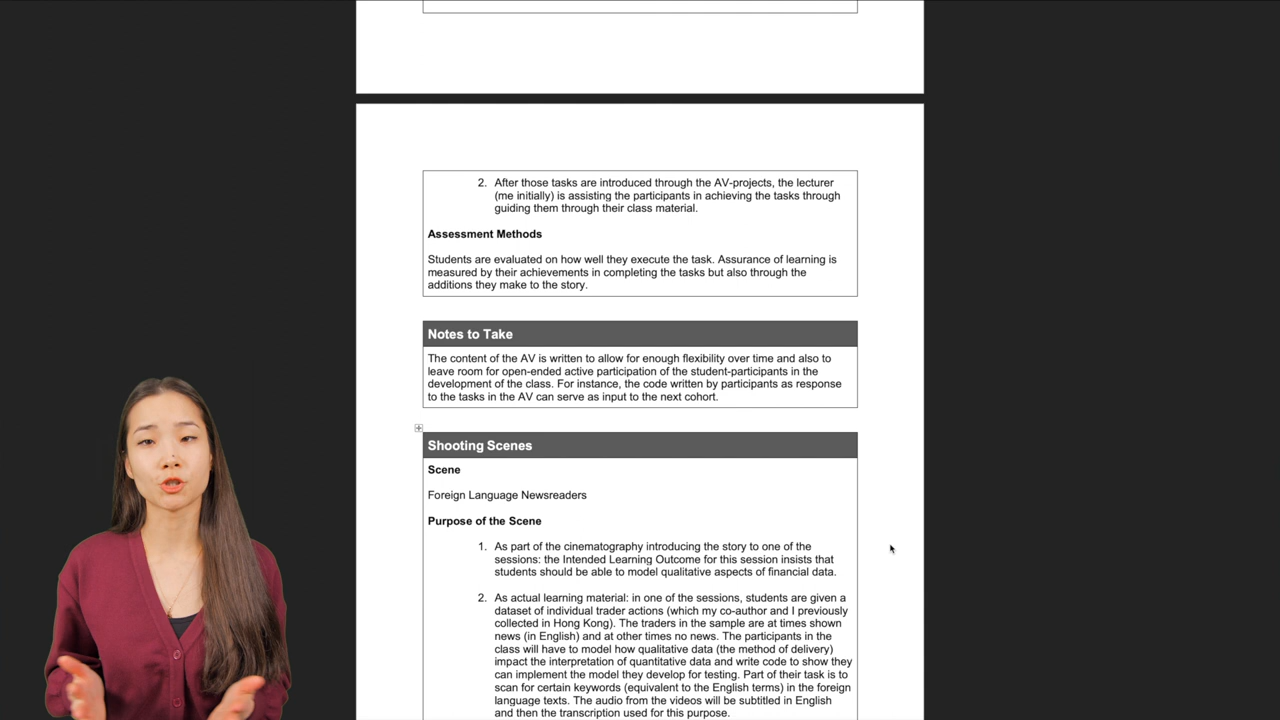 2. After those tasks are introduced through the AV-projects, the lecturer
(me initially) is assisting the participants in achieving the tasks through
guiding them through their class material.
Assessment Methods
Students are evaluated on how well they execute the task. Assurance of learning is
measured by their achievements in completing the tasks but also through the
additions they make to the story.
Notes to Take
The content of the AV is written to allow for enough flexibility over time and also to
leave room for open-ended active participation of the student-participants in the
development of the class. For instance, the code written by participants as response
to the tasks in the AV can serve as input to the next cohort.
Shooting Scenes
Scene
Foreign Language Newsreaders
Purpose of the Scene
1. As part of the cinematography introducing the story to one of the
sessions: the Intended Learning Outcome for this session insists that
students should be able to model qualitative aspects of financial data.
2. As actual learning material: in one of the sessions, students are given a
dataset of individual trader actions (which my co-author and I previously
collected in Hong Kong). The traders in the sample are at times shown
news (in English) and at other times no news. The participants in the
class will have to model how qualitative data (the method of delivery)
impact the interpretation of quantitative data and write code to show they
can implement the model they develop for testing. Part of their task is to
scan for certain keywords (equivalent to the English terms) in the foreign
language texts. The audio from the videos will be subtitled in English
and then the transcription used for this purpose.